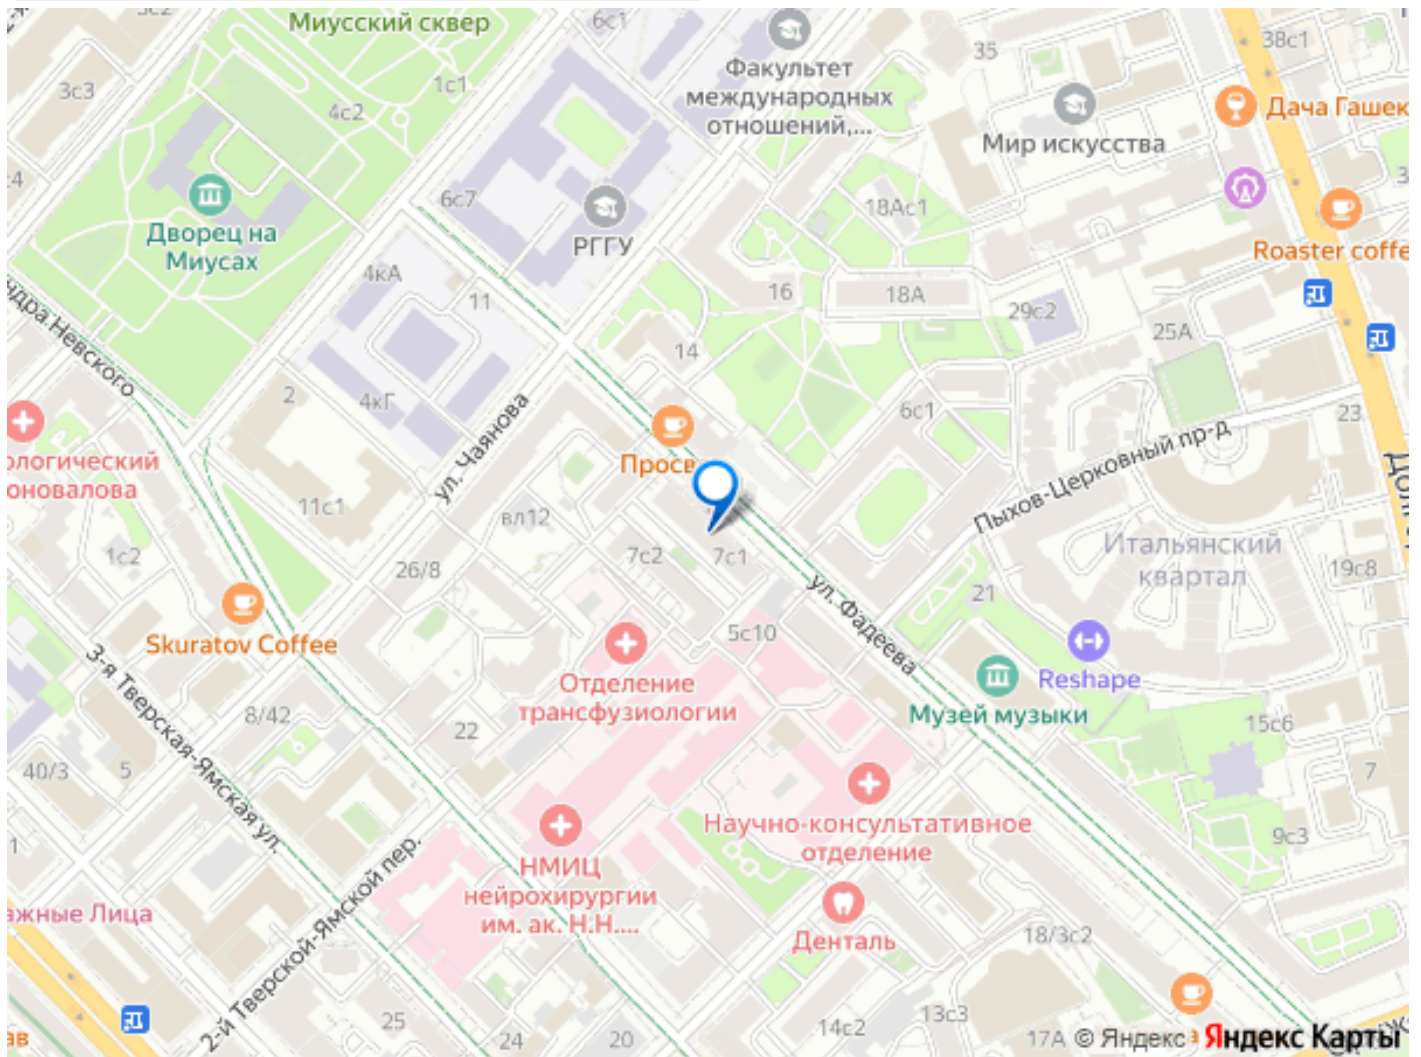 Миусский сквер
6с1
38с1
35
3с3
1с1
4с2
Факультет
международных
отношений,...
Дача Гашек
Мир искусства
6с7
18Ас1
РГГУ
Дворец на
Миусах
Roaster coffe
4кА
11
16
18А
29с2
25А
14
2
4кГ
ул. Чаянова
6с1
23
Пыхов-Церковный пр-д
11с1
вл12
7с2
7с1
Итальянский
квартал
19с8
1с2
26/8
21
ул. Фадеева
Skuratov Coffee
5с10
Отделение
трансфузиологии
Reshape
Музей музыки
3-я Тверская-Ямская ул.
8/42
22
15с6
40/3
5
7
Научно-консультативное
отделение
9с3
НМИЦ
нейрохирургии
им. ак. Н.Н....
2-й Тверской-Ямской пер.
Денталь
18/3с2
25
24
20
14с2
13с3
17А
© Яндекс
Яндекс Карты